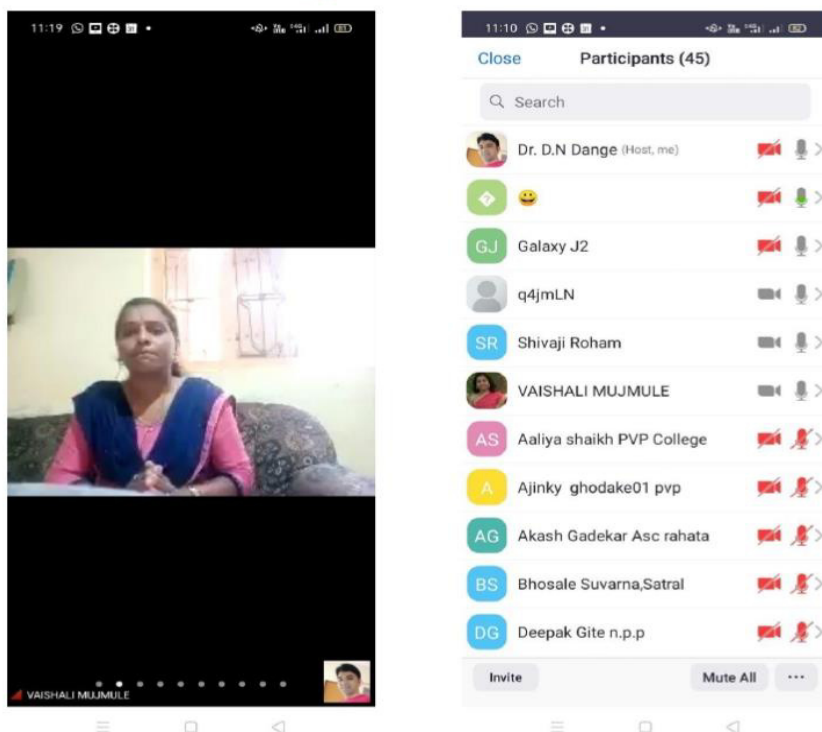 11:19
VAISHALI MUJMULE
11:10
Close Participants (45)
Search
Dr. D.N Dange (Host, me)
GJ Galaxy J2
q4jmLN
SR Shivaji Roham
VAISHALI MUJMULE
AS Aaliya shaikh PVP College
A Ajinky ghodake01 pvp
AG Akash Gadekar Asc rahata
BS Bhosale Suvarna,Satral
DG Deepak Gite n.p.p
Invite Mute All ...